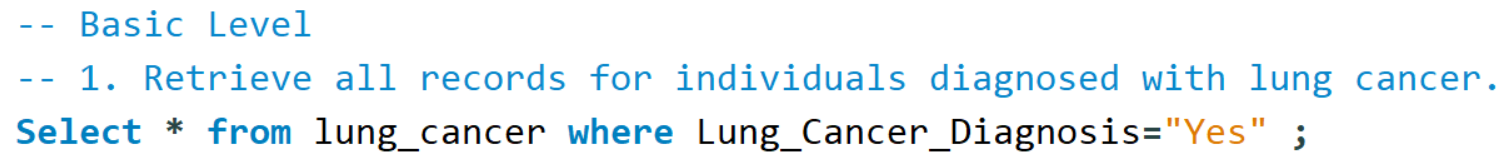 -- Basic Level
-- 1. Retrieve all records for individuals diagnosed with lung cancer.
Select * from lung_cancer where Lung_Cancer_Diagnosis="Yes" ;